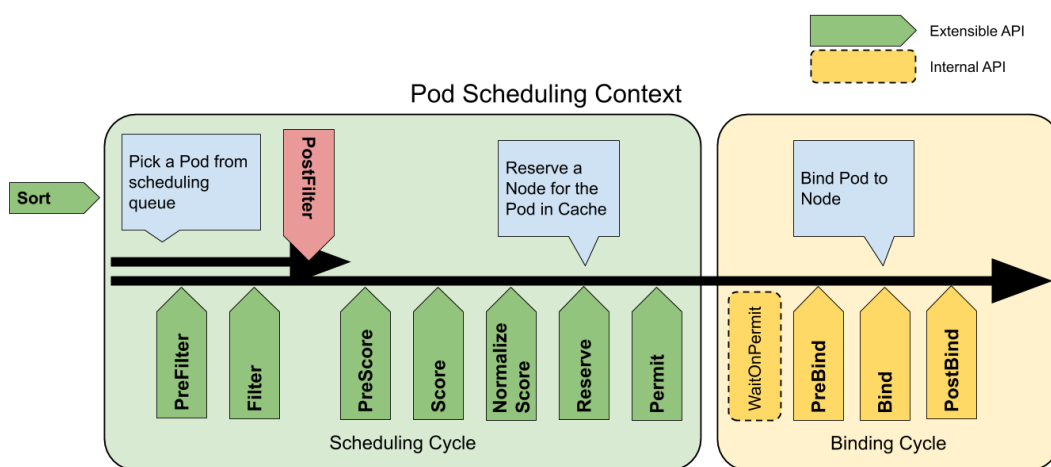 Extensible API
Internal API
Pod Scheduling Context
Pick a Pod from
scheduling
queue
PostFilter
Reserve a
Node for the
Pod in Cache
Bind Pod to
Node
Sort
PreFilter
Filter
PreScore
Score
Normalize
Score
Reserve
Permit
WaitOnPermit
PreBind
Bind
PostBind
Scheduling Cycle
Binding Cycle